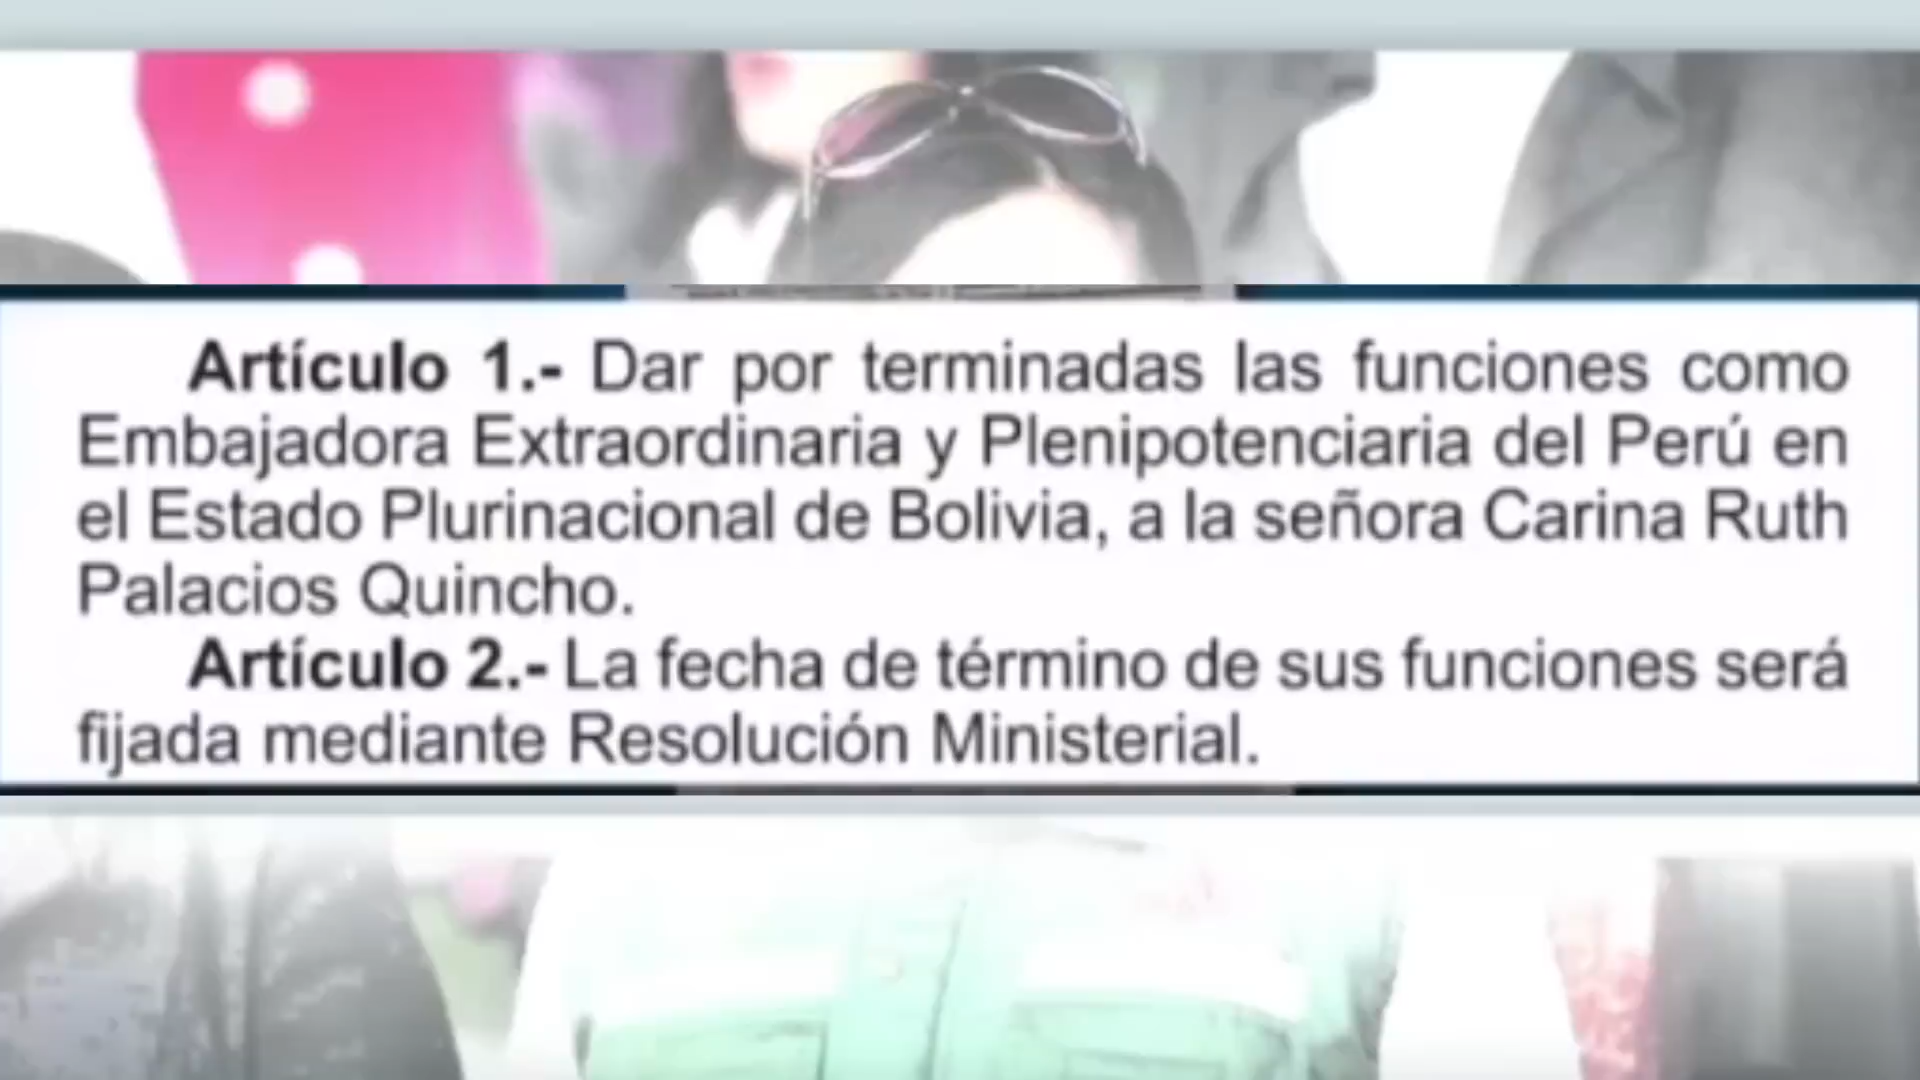 Artículo 1.- Dar por terminadas las funciones como
Embajadora Extraordinaria y Plenipotenciaria del Perú en
el Estado Plurinacional de Bolivia, a la señora Carina Ruth
Palacios Quincho.
Artículo 2.- La fecha de término de sus funciones será
fijada mediante Resolución Ministerial.